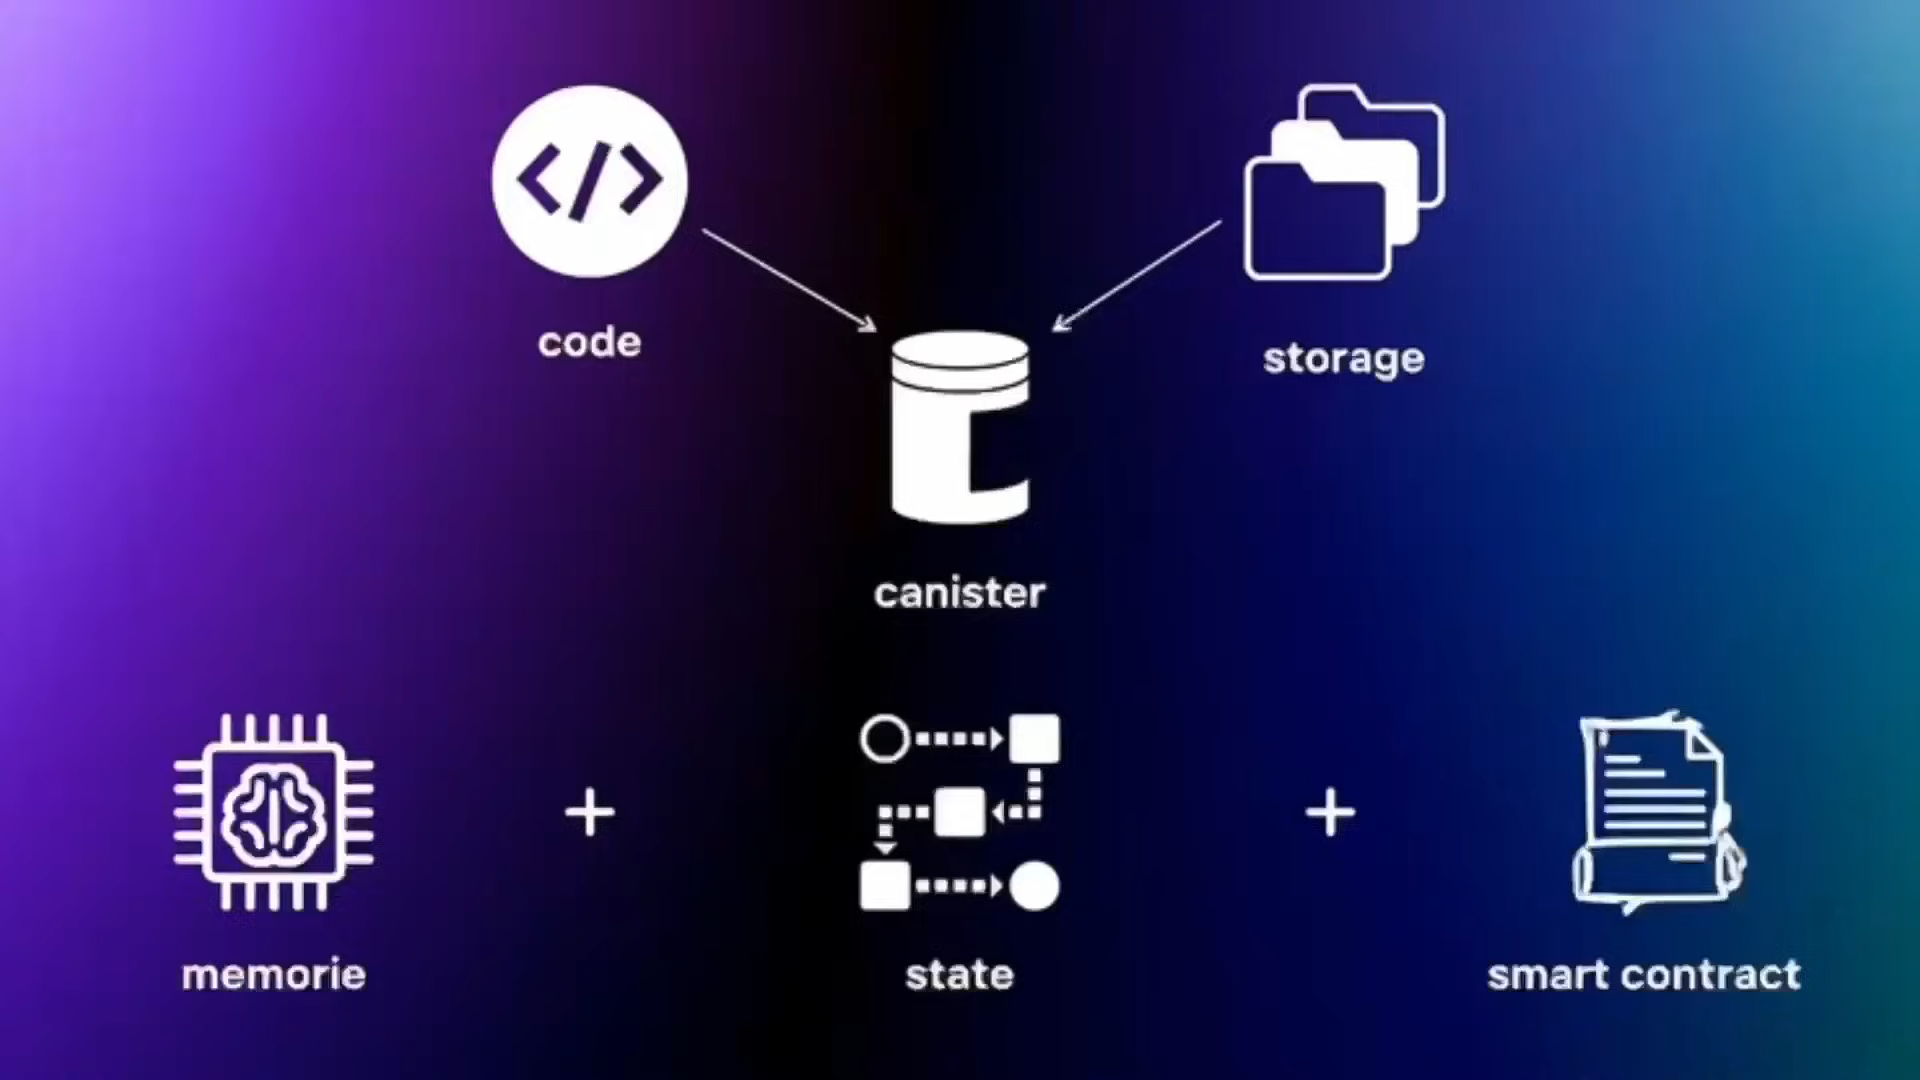 code
storage
canister
memorie
+
state
+
smart contract